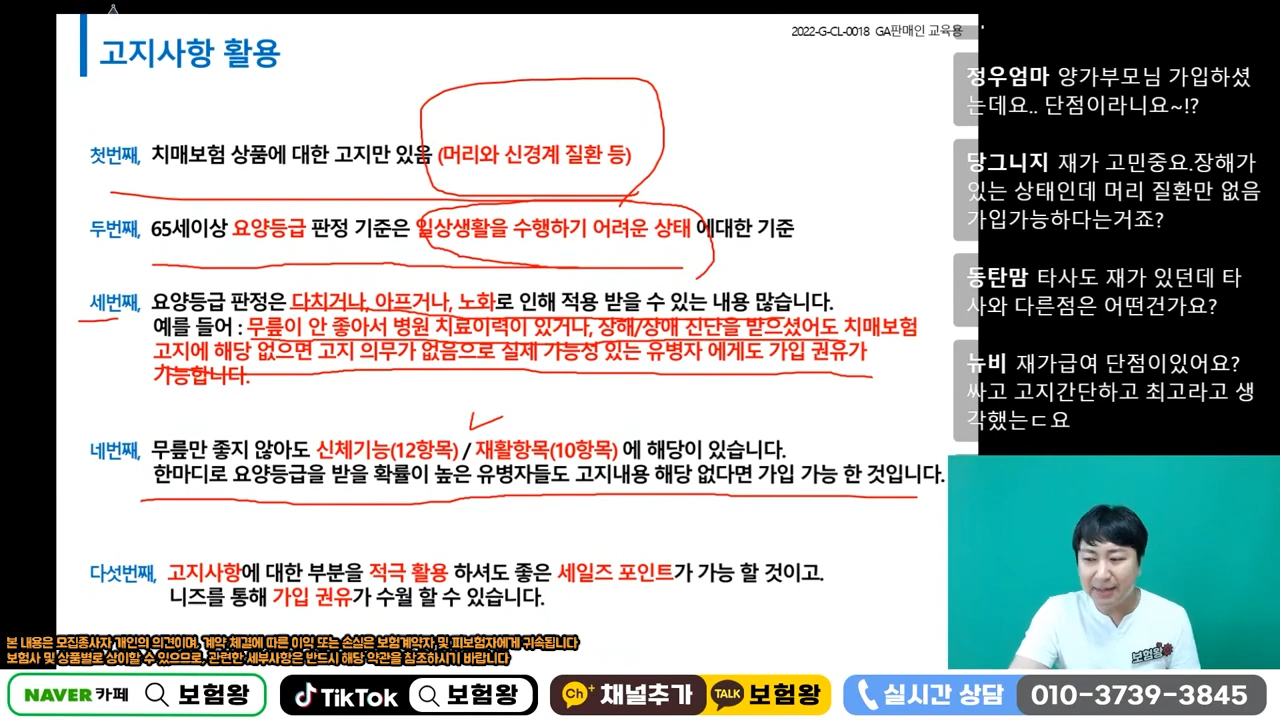 고지사항 활용
2022-G-CL-0018 GA판매인 교육용
첫번째, 치매보험 상품에 대한 고지만 있음 (머리와 신경계 질환 등)
두번째, 65세이상 요양등급 판정 기준은 일상생활을 수행하기 어려운 상태 에대한 기준
세번째, 요양등급 판정은 다치거나, 아프거나, 노화로 인해 적용 받을 수 있는 내용 많습니다.
예를 들어 : 무릎이 안 좋아서 병원 치료이력이 있거나, 장해/장애 진단을 받으셨어도 치매보험
고지에 해당 없으면 고지 의무가 없음으로 실제 가능성 있는 유병자 에게도 가입 권유가
가능합니다.
네번째, 무릎만 좋지 않아도 신체기능(12항목) / 재활항목(10항목) 에 해당이 있습니다.
한마디로 요양등급을 받을 확률이 높은 유병자들도 고지내용 해당 없다면 가입 가능 한 것입니다.
다섯번째, 고지사항에 대한 부분을 적극 활용 하셔도 좋은 세일즈 포인트가 가능 할 것이고.
니즈를 통해 가입 권유가 수월 할 수 있습니다.
정우엄마 양가부모님 가입하셨
는데요.. 단점이라니요~!?
당그니지 재가 고민중요.장해가
있는 상태인데 머리 질환만 없음
가입가능하다는거죠?
동탄맘 타사도 재가 있던데 타
사와 다른점은 어떤건가요?
뉴비 재가급여 단점이있어요?
싸고 고지간단하고 최고라고 생
각했는ㄷ요
보험왕
본 내용은 모집종사자 개인의 의견이며, 계약 체결에 따른 이익 또는 손실은 보험계약자 및 피보험자에게 귀속됩니다
보험사 및 상품별로 상이할 수 있으므로, 관련한 세부사항은 반드시 해당 약관을 참조하시기 바랍니다
NAVER 카페 보험왕
TikTok 보험왕
Ch+ 채널추가 TALK 보험왕
실시간 상담 010-3739-3845